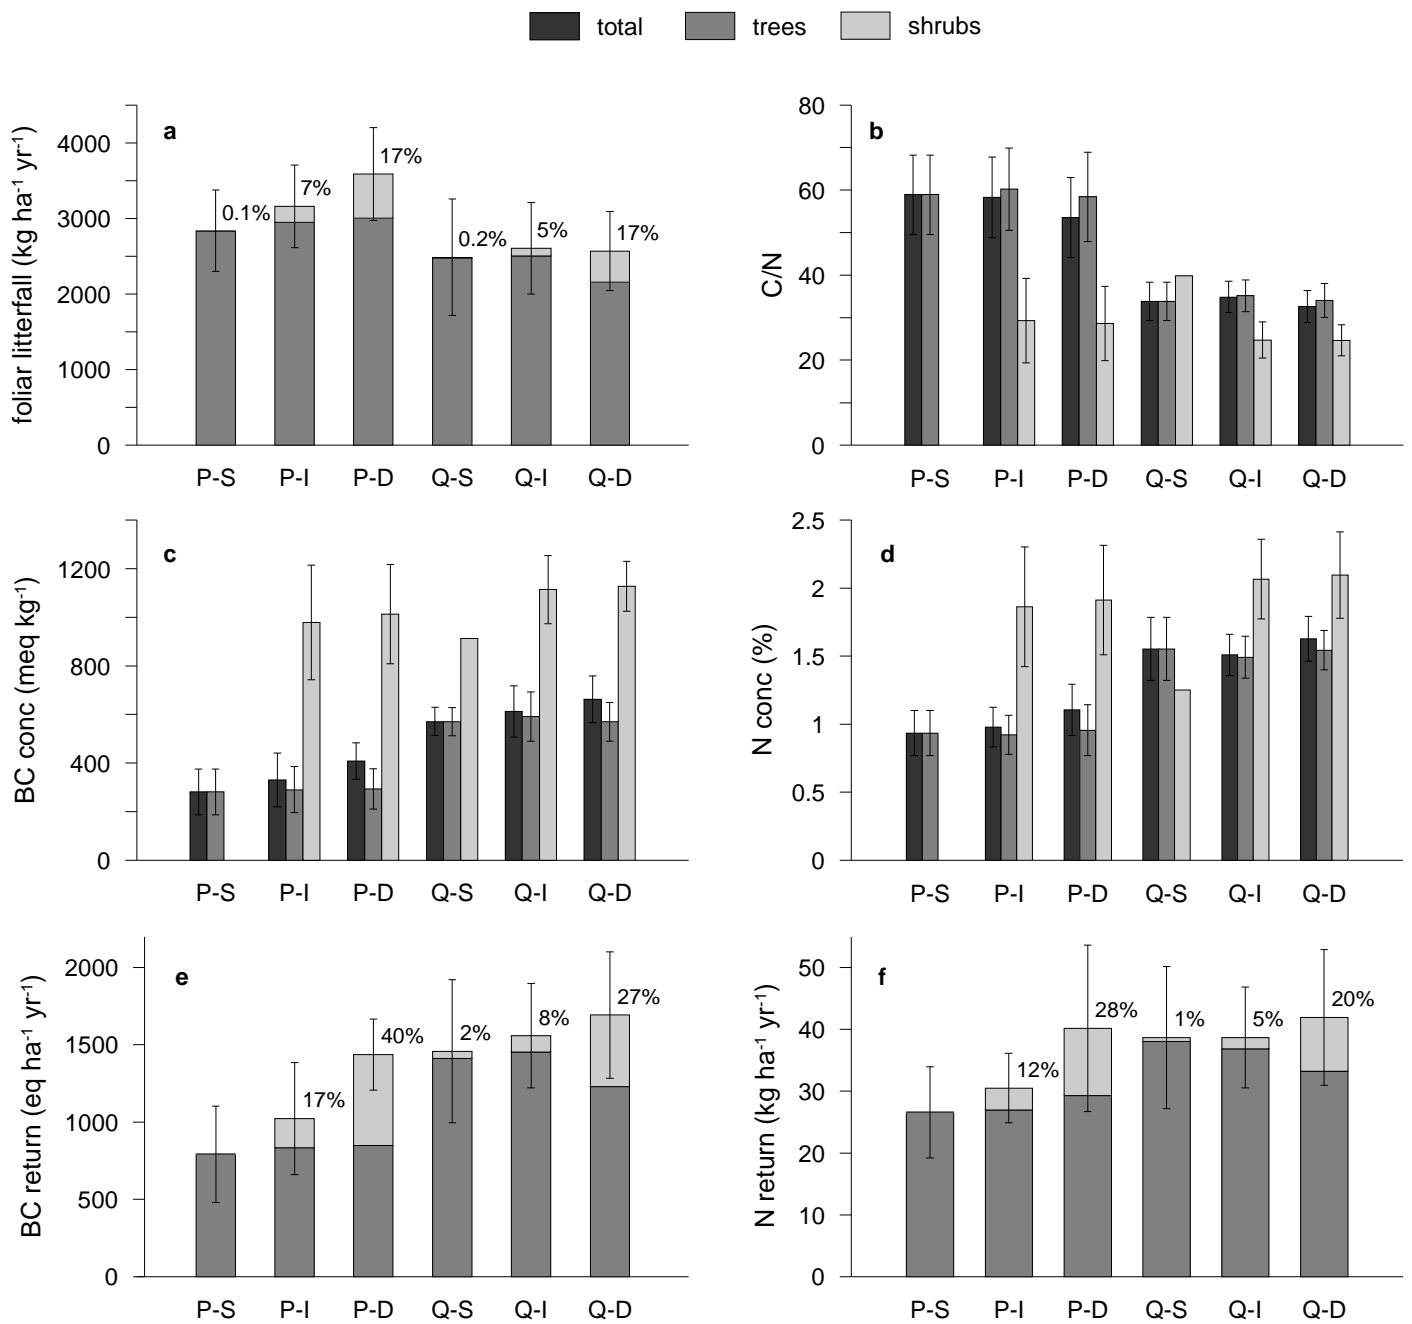 total trees shrubs
a
foliar litterfall (kg ha⁻¹ yr⁻¹)
4000
3000
2000
1000
0
0.1% 7% 17% 0.2% 5% 17%
P-S P-I P-D Q-S Q-I Q-D
b
C/N
80
60
40
20
0
P-S P-I P-D Q-S Q-I Q-D
c
BC conc (meq kg⁻¹)
1200
800
400
0
P-S P-I P-D Q-S Q-I Q-D
d
N conc (%)
2.5
2
1.5
1
0.5
0
P-S P-I P-D Q-S Q-I Q-D
e
BC return (eq ha⁻¹ yr⁻¹)
2000
1500
1000
500
0
17% 40% 2% 8% 27%
P-S P-I P-D Q-S Q-I Q-D
f
N return (kg ha⁻¹ yr⁻¹)
50
40
30
20
10
0
12% 28% 1% 5% 20%
P-S P-I P-D Q-S Q-I Q-D